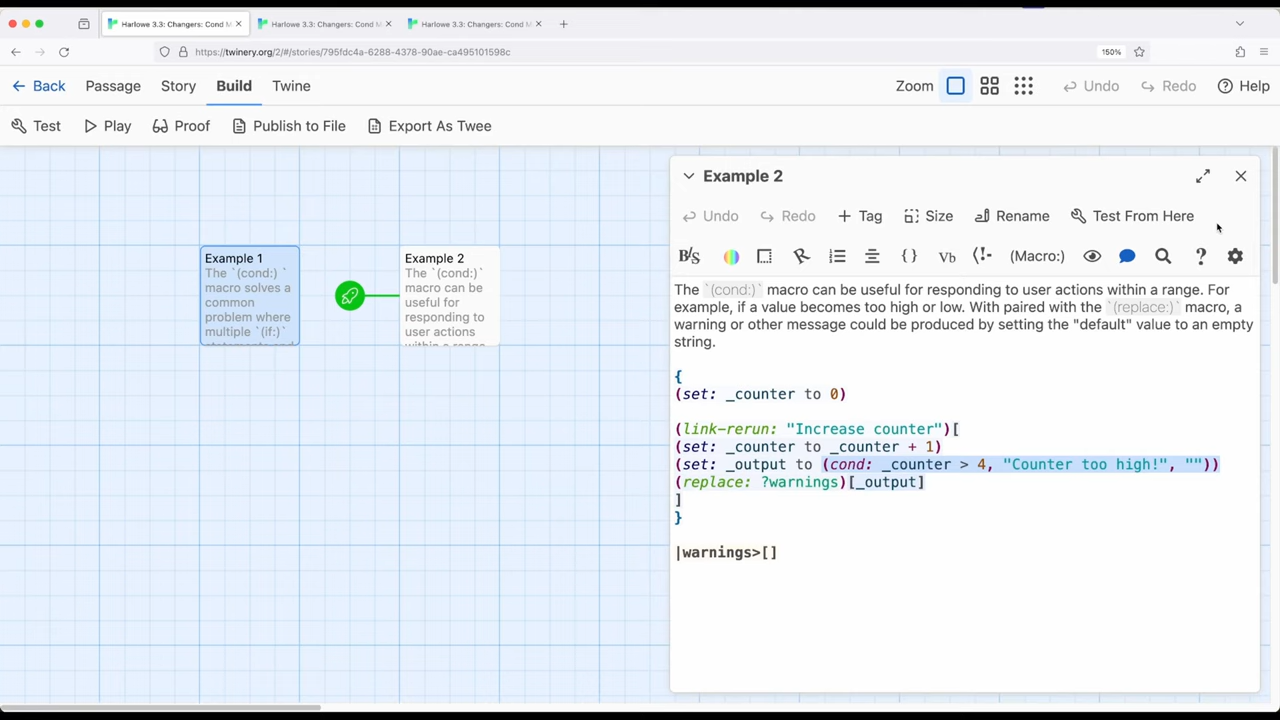 Harlowe 3.3: Changers: Cond M
Harlowe 3.3: Changers: Cond M
Harlowe 3.3: Changers: Cond M
https://twinery.org/2/#/stories/795fdc4a-6288-4378-90ae-ca495101598c
150%
Back Passage Story Build Twine Zoom Undo Redo Help
Test Play Proof Publish to File Export As Twee
Example 1
The `(cond:) `
macro solves a
common
problem where
multiple `(if:)`
statements and
Example 2
The `(cond:)`
macro can be
useful for
responding to
user actions
within a range
Example 2
Undo Redo + Tag Size Rename Test From Here
(Macro:)
The `(cond:)` macro can be useful for responding to user actions within a range. For
example, if a value becomes too high or low. With paired with the `(replace:)` macro, a
warning or other message could be produced by setting the "default" value to an empty
string.
{
(set: _counter to 0)
(link-rerun: "Increase counter")[
(set: _counter to _counter + 1)
(set: _output to (cond: _counter > 4, "Counter too high!", ""))
(replace: ?warnings)[_output]
]
}
|warnings>[]